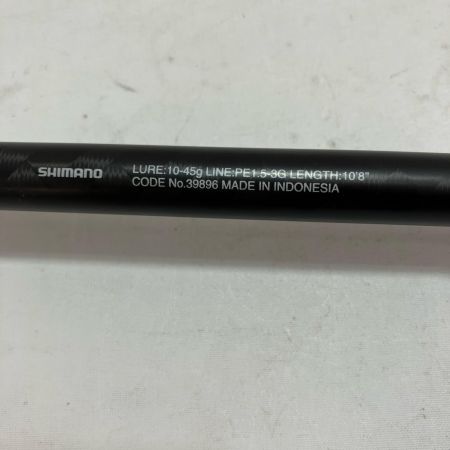 SHIMANO
LURE:10-45g LINE:PE1.5-3G LENGTH:10'8"
CODE No.39896 MADE IN INDONESIA